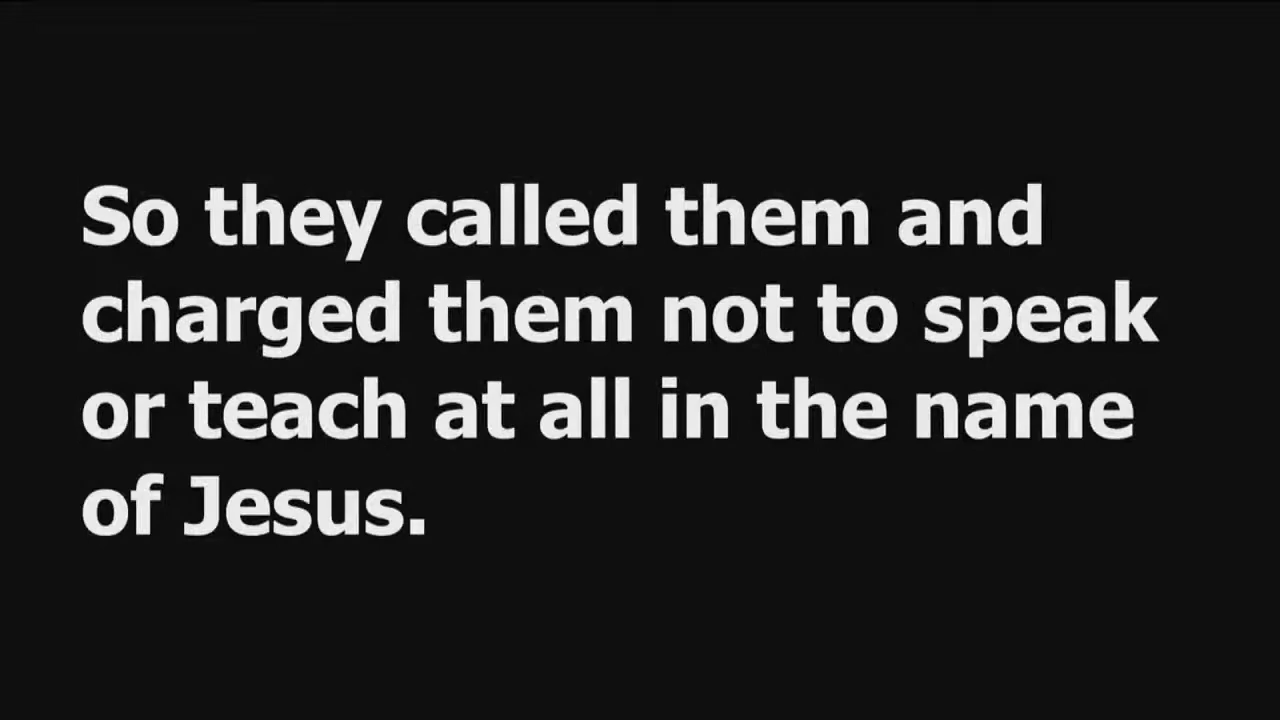 So they called them and
charged them not to speak
or teach at all in the name
of Jesus.